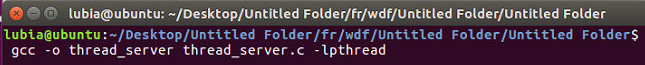 lubia@ubuntu: ~/Desktop/Untitled Folder/fr/wdf/Untitled Folder/Untitled Folder
lubia@ubuntu:~/Desktop/Untitled Folder/fr/wdf/Untitled Folder/Untitled Folder$
gcc -o thread_server thread_server.c -lpthread